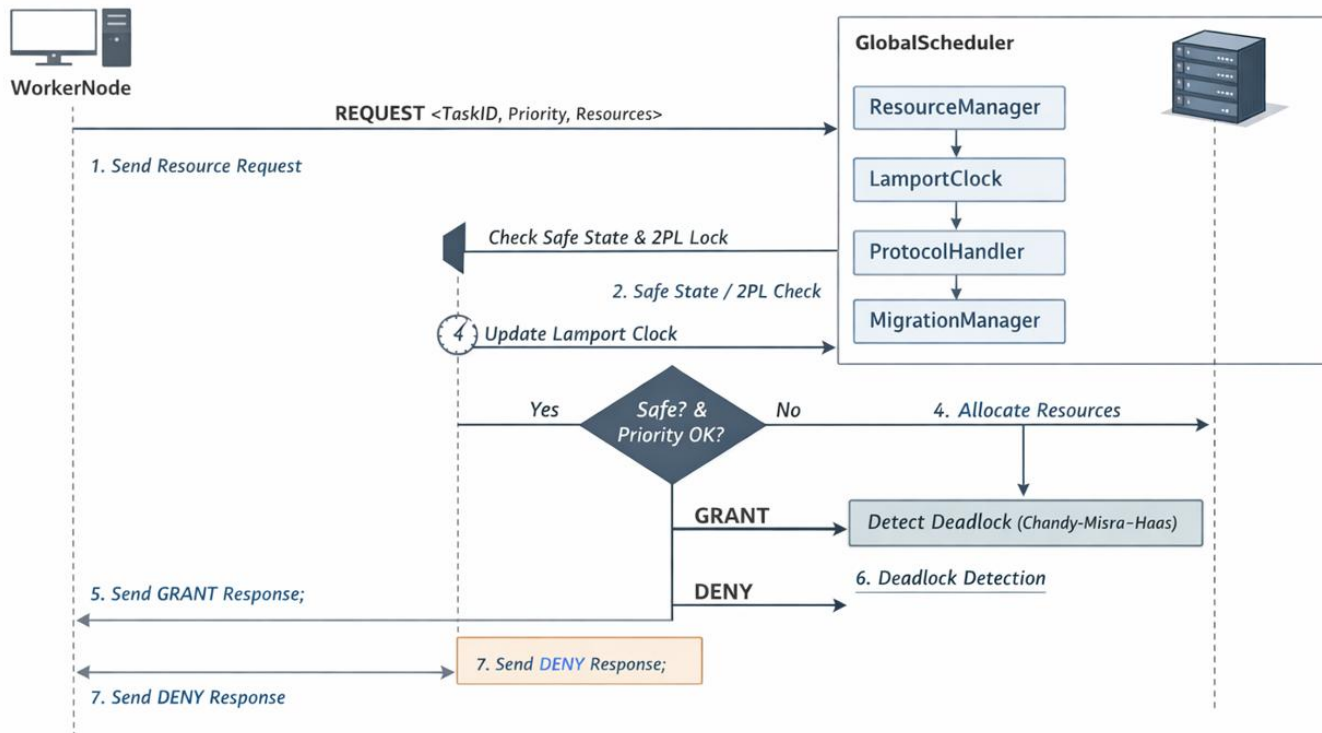 GlobalScheduler
WorkerNode
REQUEST <TaskID, Priority, Resources>
1. Send Resource Request
ResourceManager
LamportClock
ProtocolHandler
MigrationManager
Check Safe State & 2PL Lock
2. Safe State / 2PL Check
4
Update Lamport Clock
Yes
Safe? &
Priority OK?
No
4. Allocate Resources
GRANT
Detect Deadlock (Chandy-Misra-Haas)
DENY
6. Deadlock Detection
5. Send GRANT Response;
7. Send DENY Response;
7. Send DENY Response